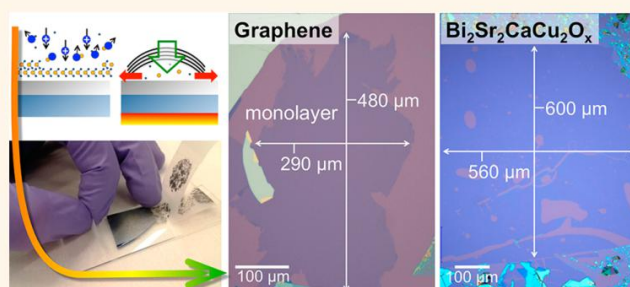 Graphene
monolayer
480 µm
290 µm
100 µm
Bi₂Sr₂CaCu₂Oₓ
600 µm
560 µm
100 µm